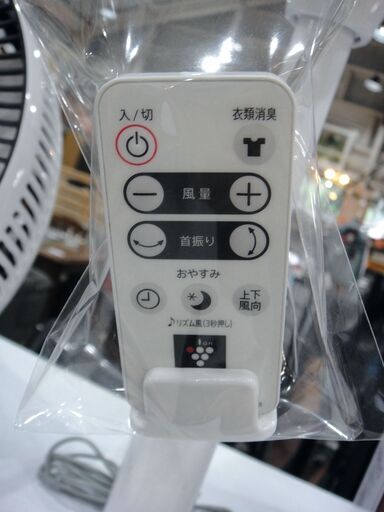 入/切
衣類消臭
風量
首振り
おやすみ
上下
風向
♪リズム風(3秒押し)
ion